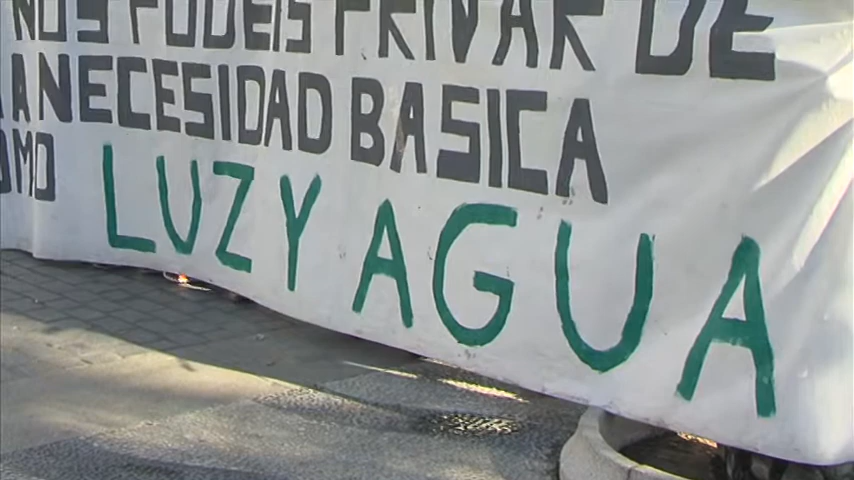 NOS PODEIS PRIVAR DE
NECESIDAD BASICA
OMO LUZ Y AGUA